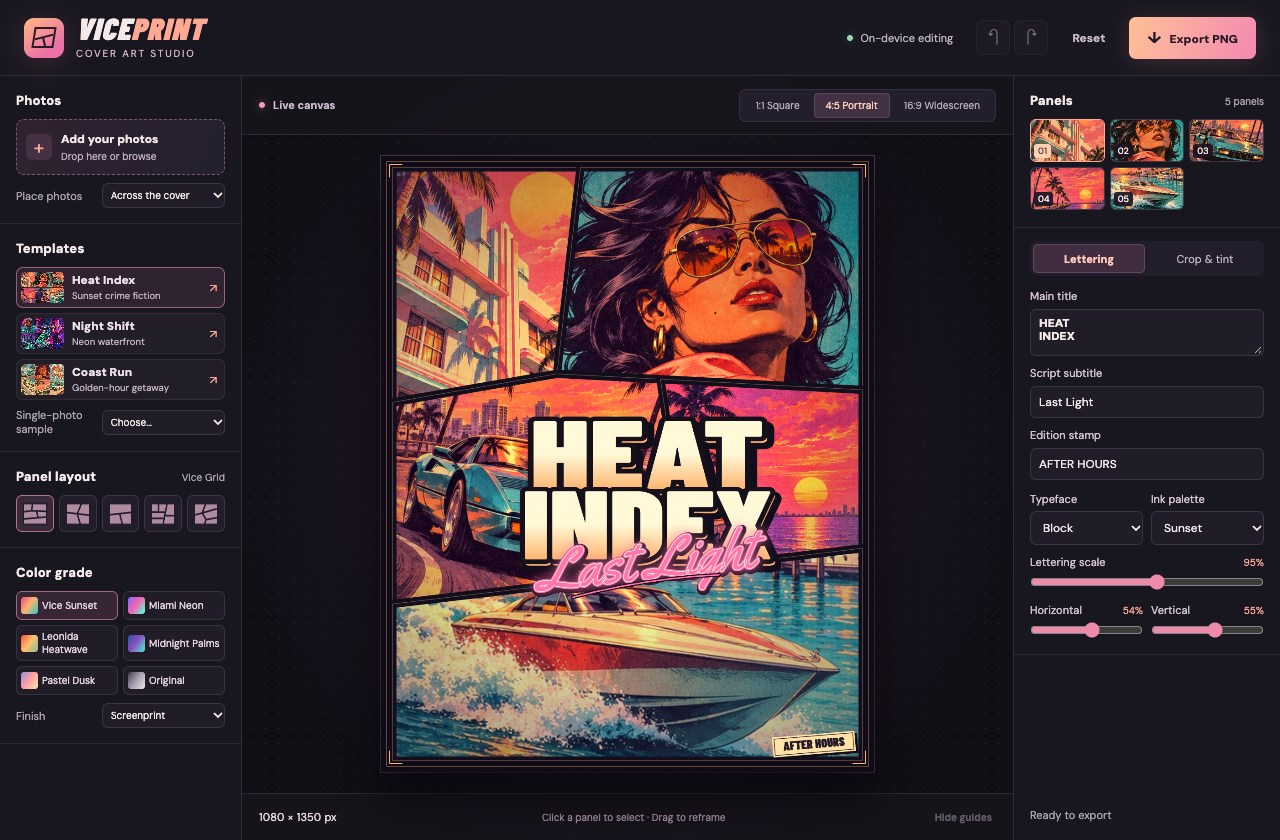 VICEPRINT
COVER ART STUDIO
On-device editing
Reset
Export PNG
Photos
Add your photos
Drop here or browse
Place photos
Across the cover
Templates
Heat Index
Sunset crime fiction
Night Shift
Neon waterfront
Coast Run
Golden-hour getaway
Single-photo
sample
Choose...
Panel layout
Vice Grid
Color grade
Vice Sunset
Miami Neon
Leonida
Heatwave
Midnight Palms
Pastel Dusk
Original
Finish
Screenprint
Live canvas
1:1 Square
4:5 Portrait
16:9 Widescreen
HEAT
INDEX
Last Light
AFTER HOURS
1080 × 1350 px
Click a panel to select · Drag to reframe
Hide guides
Panels
5 panels
01
02
03
04
05
Lettering
Crop & tint
Main title
HEAT
INDEX
Script subtitle
Last Light
Edition stamp
AFTER HOURS
Typeface
Ink palette
Block
Sunset
Lettering scale
95%
Horizontal
54%
Vertical
55%
Ready to export